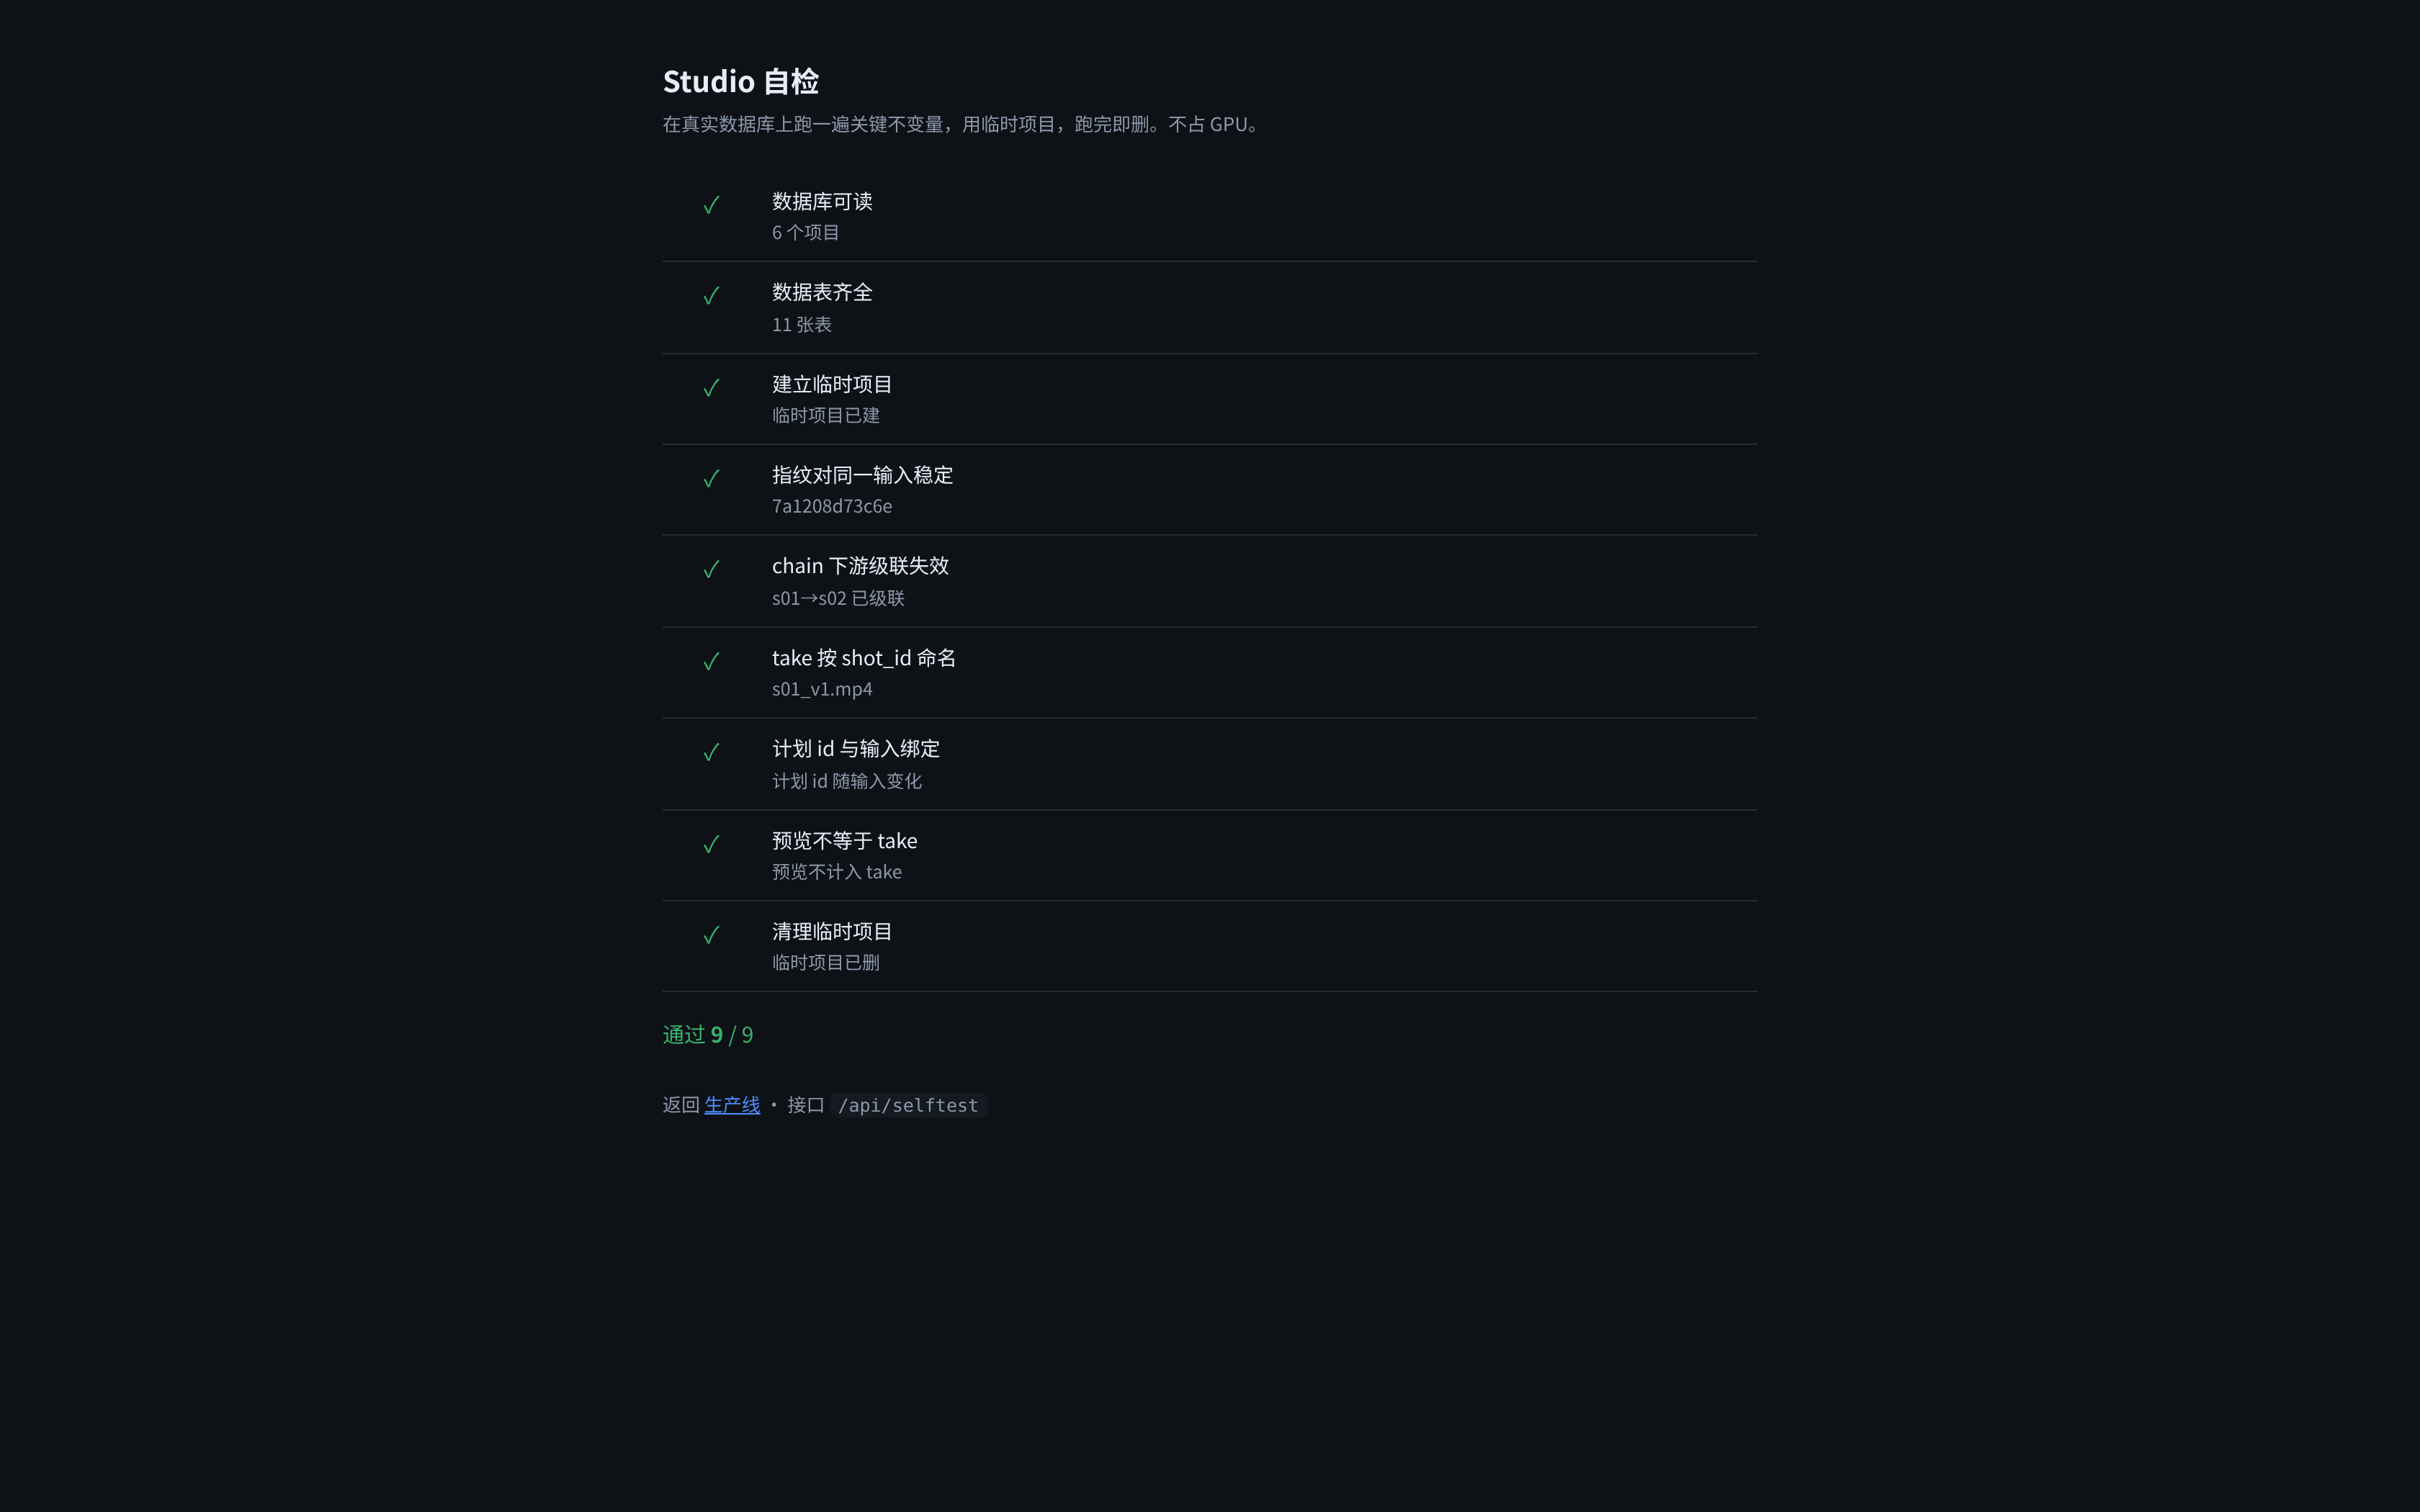 Studio 自检
在真实数据库上跑一遍关键不变量，用临时项目，跑完即删。不占 GPU。
✓ 数据库可读
6 个项目
✓ 数据表齐全
11 张表
✓ 建立临时项目
临时项目已建
✓ 指纹对同一输入稳定
7a1208d73c6e
✓ chain 下游级联失效
s01→s02 已级联
✓ take 按 shot_id 命名
s01_v1.mp4
✓ 计划 id 与输入绑定
计划 id 随输入变化
✓ 预览不等于 take
预览不计入 take
✓ 清理临时项目
临时项目已删
通过 9 / 9
返回 生产线 · 接口 /api/selftest